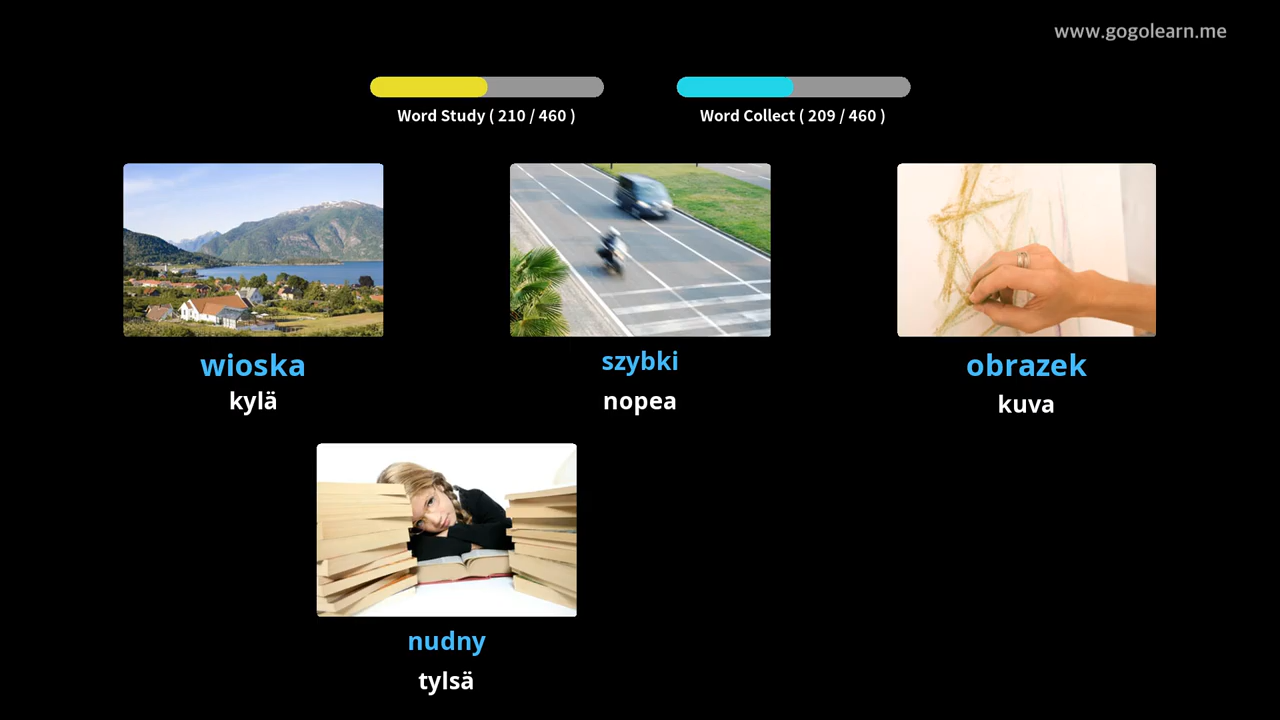 www.gogolearn.me
Word Study ( 210 / 460 )
Word Collect ( 209 / 460 )
wioska
kylä
szybki
nopea
obrazek
kuva
nudny
tylsä